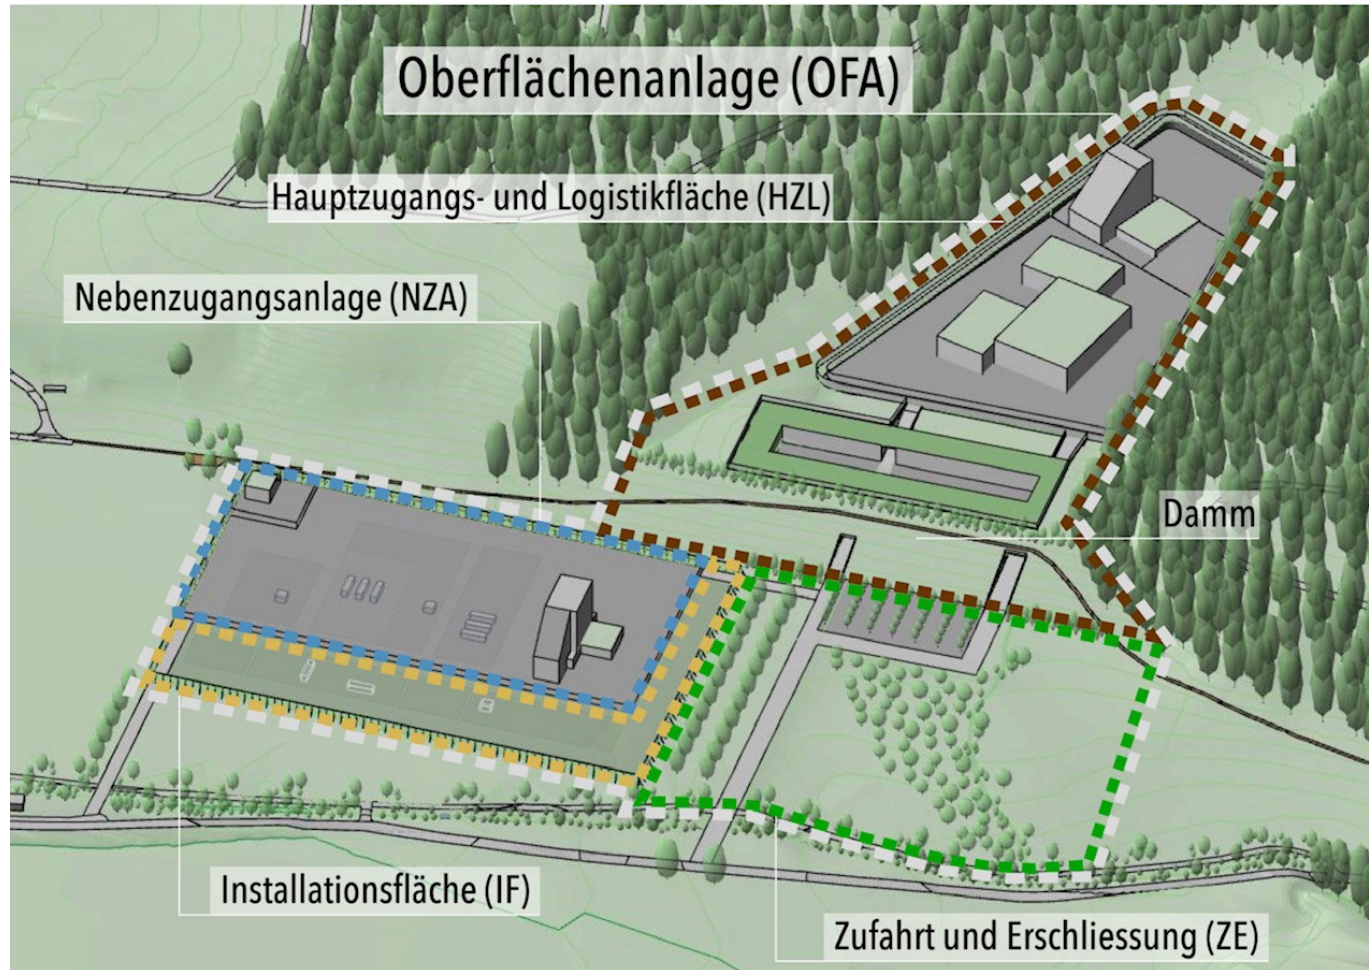 Oberflächenanlage (OFA)
Hauptzugangs- und Logistikfläche (HZL)
Nebenzugangsanlage (NZA)
Damm
Installationsfläche (IF)
Zufahrt und Erschliessung (ZE)